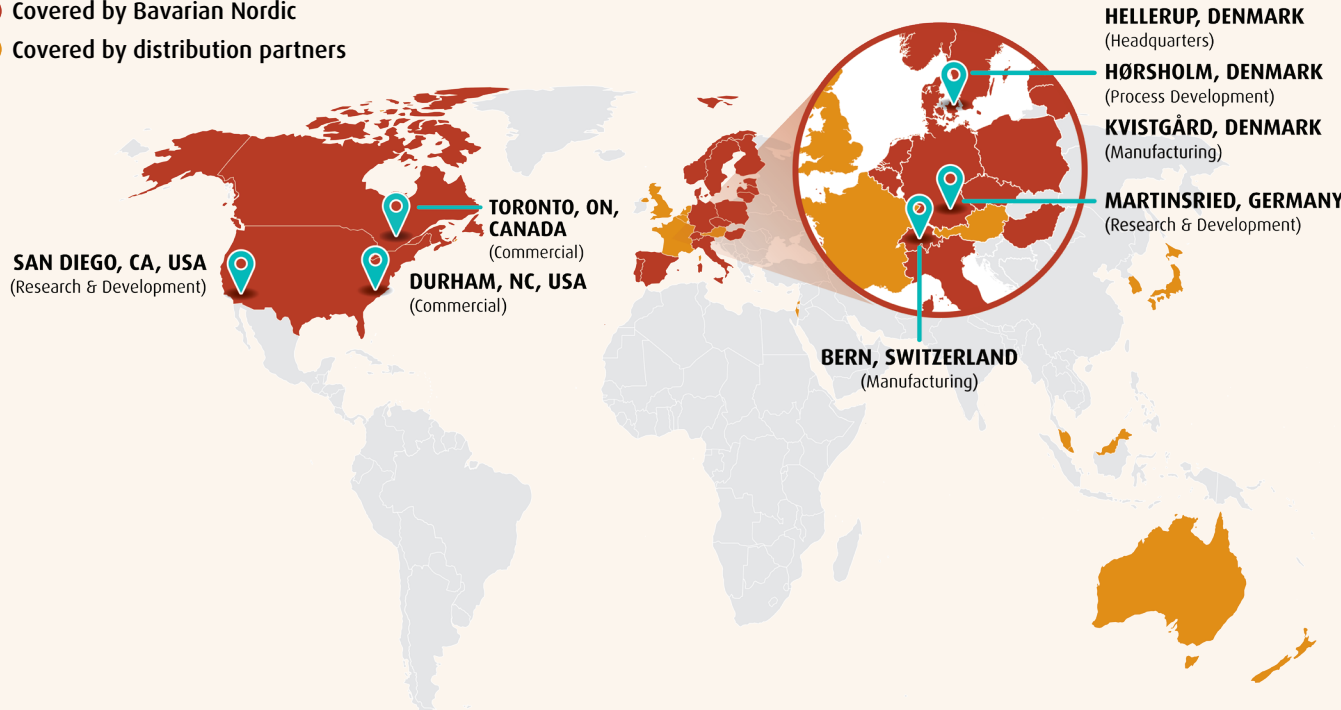 Covered by Bavarian Nordic
Covered by distribution partners
HELLERUP, DENMARK
(Headquarters)
HØRSHOLM, DENMARK
(Process Development)
KVISTGÅRD, DENMARK
(Manufacturing)
MARTINSRIED, GERMANY
(Research & Development)
TORONTO, ON,
CANADA
(Commercial)
SAN DIEGO, CA, USA
(Research & Development)
DURHAM, NC, USA
(Commercial)
BERN, SWITZERLAND
(Manufacturing)